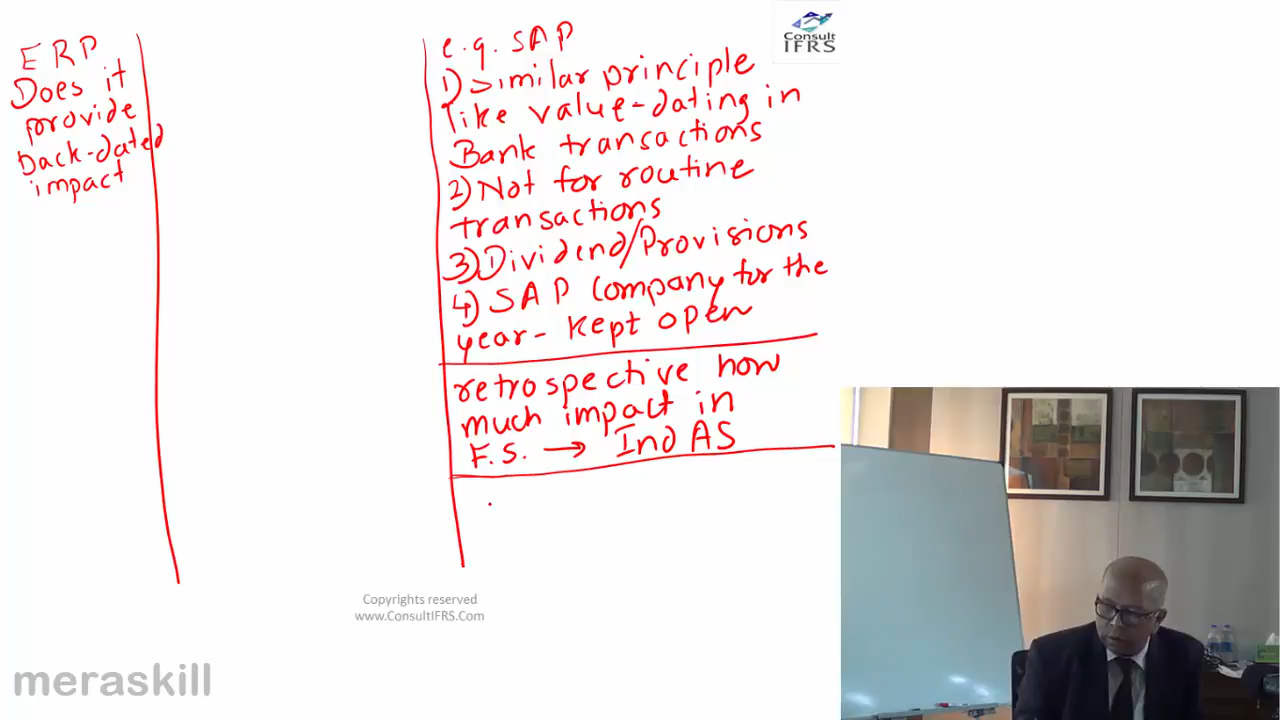 ERP
Does it
provide
back-dated
impact
e.g. SAP
1) Similar principle
like value-dating in
Bank transactions
2) Not for routine
transactions
3) Dividend/Provisions
4) SAP Company for the
year- kept open
retrospective how
much impact in
F.S. → Ind AS
Consult
IFRS
Copyrights reserved
www.ConsultIFRS.Com
meraskill